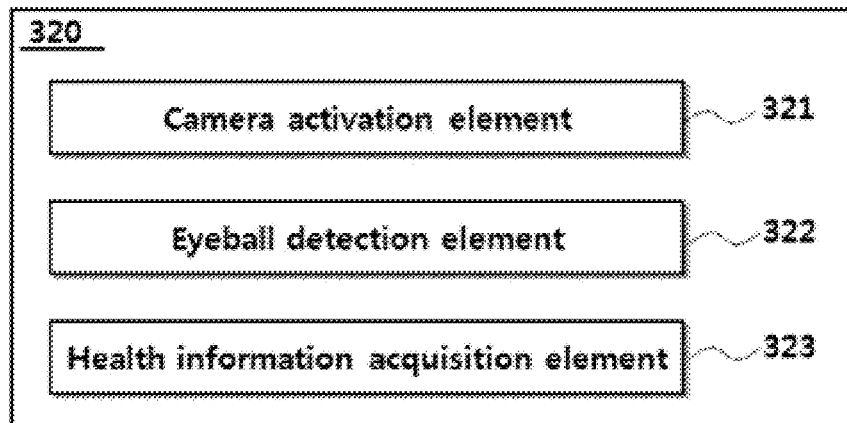 320
Camera activation element 321
Eyeball detection element 322
Health information acquisition element 323